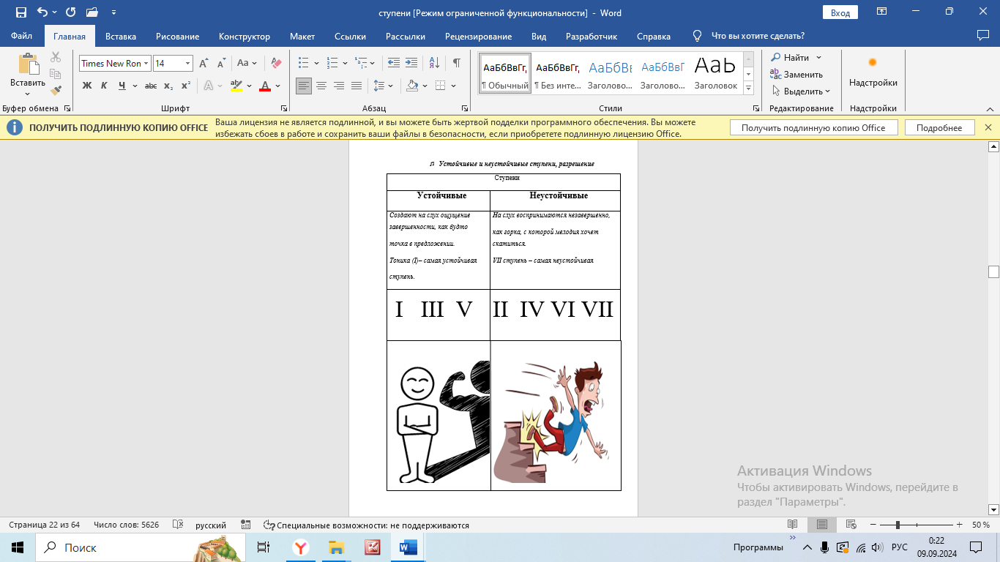 ступени [Режим ограниченной функциональности] - Word
Вход
Файл Главная Вставка Рисование Конструктор Макет Ссылки Рассылки Рецензирование Вид Разработчик Справка Что вы хотите сделать?
Вставить
Буфер обмена
Times New Ron 14 Aa
Ж К Ч abc x₂ x²
Шрифт
Абзац
АаБбВвГг, АаБбВвГг, АаБбВв АаБбВвГ АаЬ
¶ Обычный ¶ Без инте... Заголово... Заголово... Заголовок
Стили
Найти
Заменить
Выделить
Редактирование
Надстройки
Надстройки
ПОЛУЧИТЬ ПОДЛИННУЮ КОПИЮ OFFICE
Ваша лицензия не является подлинной, и вы можете быть жертвой подделки программного обеспечения. Вы можете
избежать сбоев в работе и сохранить ваши файлы в безопасности, если приобретете подлинную лицензию Office.
Получить подлинную копию Office
Подробнее
♫ Устойчивые и неустойчивые ступени, разрешение
Ступени
Устойчивые
Неустойчивые
Создают на слух ощущение
завершенности, как будто
точка в предложении.
Тоника (I)– самая устойчивая
ступень.
На слух воспринимаются незавершенно,
как горка, с которой мелодия хочет
скатиться.
VII ступень – самая неустойчивая
I III V
II IV VI VII
Активация Windows
Чтобы активировать Windows, перейдите в
раздел "Параметры".
Страница 22 из 64 Число слов: 5626 русский Специальные возможности: не поддерживаются 50 %
Поиск
Программы
РУС
0:22
09.09.2024